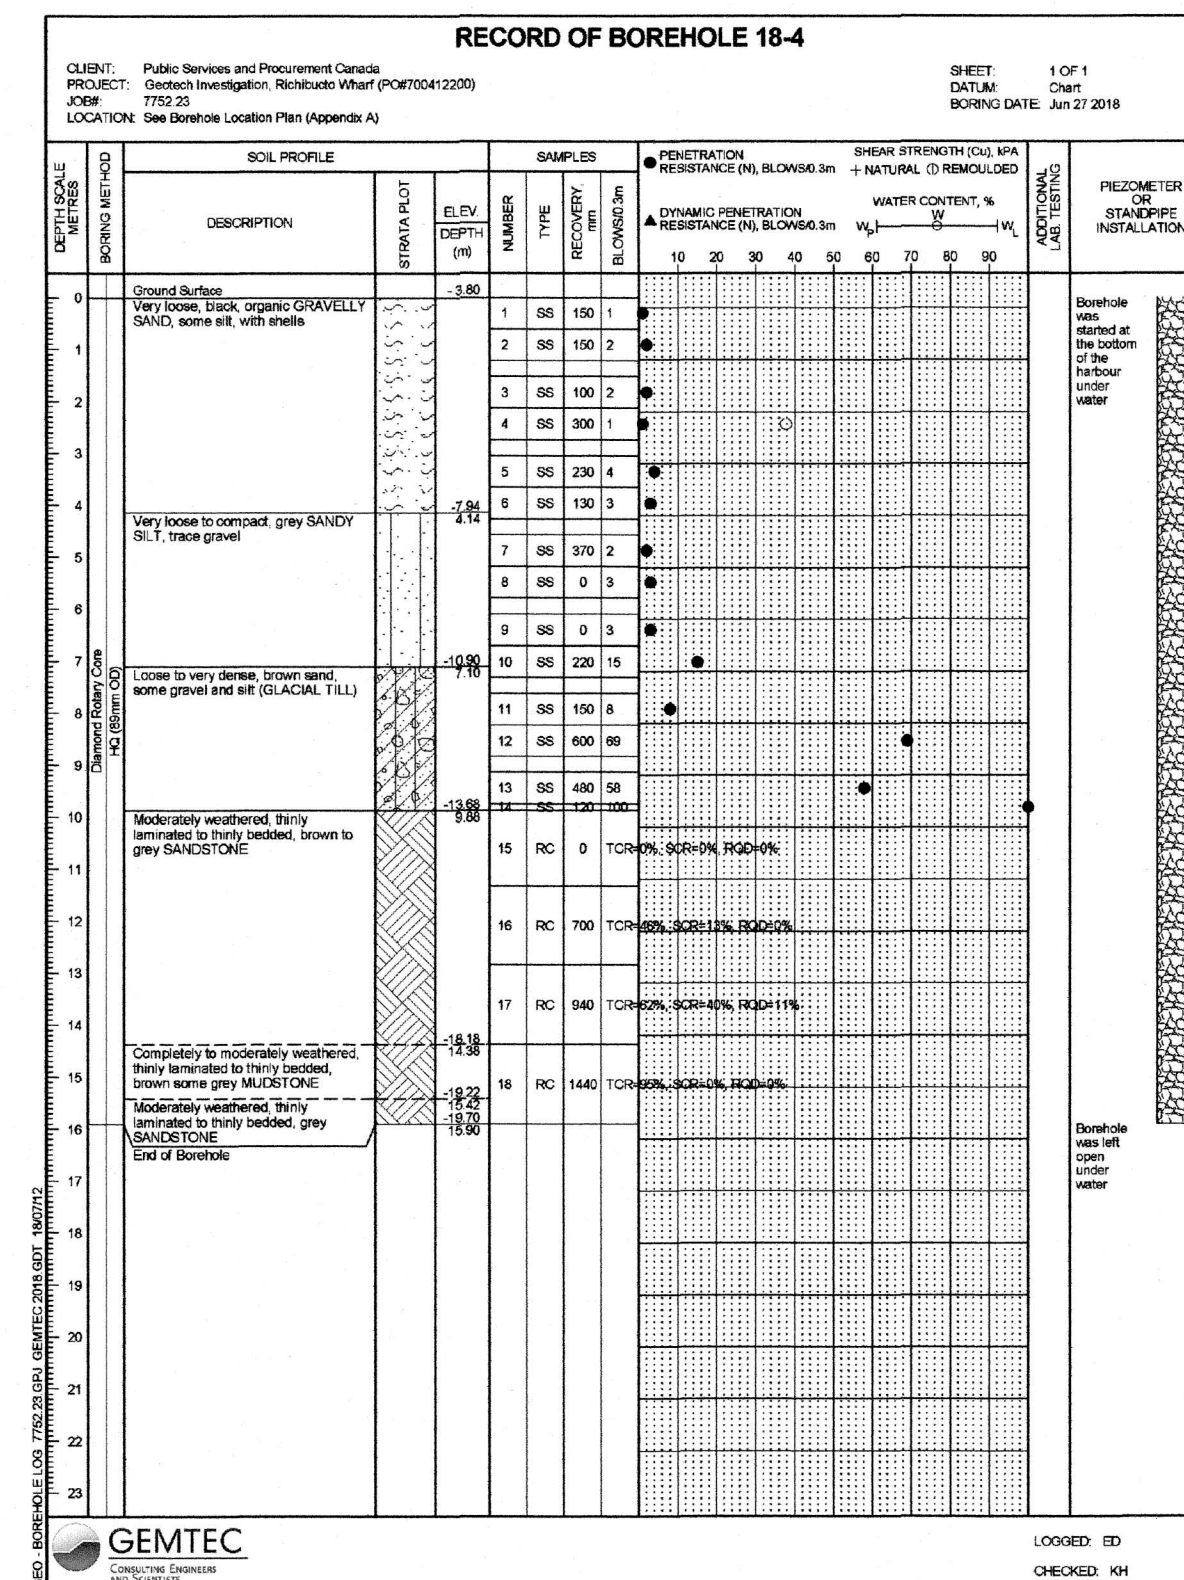 RECORD OF BOREHOLE 18-4
CLIENT: Public Services and Procurement Canada
PROJECT: Geotech Investigation, Richibucto Wharf (PO#700412200)
JOB#: 7752.23
LOCATION: See Borehole Location Plan (Appendix A)
SHEET: 1 OF 1
DATUM: Chart
BORING DATE: Jun 27 2018
DEPTH SCALE
METRES
BORING METHOD
SOIL PROFILE
DESCRIPTION
STRATA PLOT
ELEV.
DEPTH
(m)
SAMPLES
NUMBER
TYPE
RECOVERY,
mm
BLOWS/0.3m
PENETRATION
RESISTANCE (N), BLOWS/0.3m
DYNAMIC PENETRATION
RESISTANCE (N), BLOWS/0.3m
SHEAR STRENGTH (Cu), kPA
+ NATURAL REMOULDED
WATER CONTENT, %
W
Wp WL
10 20 30 40 50 60 70 80 90
ADDITIONAL
LAB. TESTING
PIEZOMETER
OR
STANDPIPE
INSTALLATION
0
1
2
3
4
5
6
7
8
9
10
11
12
13
14
15
16
17
18
19
20
21
22
23
Diamond Rotary Core
HQ (89mm OD)
Ground Surface -3.80
Very loose, black, organic GRAVELLY
SAND, some silt, with shells
-7.94
4.14
Very loose to compact, grey SANDY
SILT, trace gravel
-10.90
7.10
Loose to very dense, brown sand,
some gravel and silt (GLACIAL TILL)
-13.68
9.88
Moderately weathered, thinly
laminated to thinly bedded, brown to
grey SANDSTONE
-18.18
14.38
Completely to moderately weathered,
thinly laminated to thinly bedded,
brown some grey MUDSTONE
-19.22
15.42
Moderately weathered, thinly
laminated to thinly bedded, grey
SANDSTONE
-19.70
15.90
End of Borehole
1 SS 150 1
2 SS 150 2
3 SS 100 2
4 SS 300 1
5 SS 230 4
6 SS 130 3
7 SS 370 2
8 SS 0 3
9 SS 0 3
10 SS 220 15
11 SS 150 8
12 SS 600 69
13 SS 480 58
14 SS 120 100
15 RC 0 TCR=0%, SCR=0%, RQD=0%
16 RC 700 TCR=46%, SCR=13%, RQD=0%
17 RC 940 TCR=62%, SCR=40%, RQD=11%
18 RC 1440 TCR=95%, SCR=0%, RQD=0%
Borehole
was
started at
the bottom
of the
harbour
under
water
Borehole
was left
open
under
water
EO - BOREHOLE LOG 7752.23.GPJ GEMTEC 2018.GDT 18/07/12
GEMTEC
CONSULTING ENGINEERS
AND SCIENTISTS
LOGGED: ED
CHECKED: KH